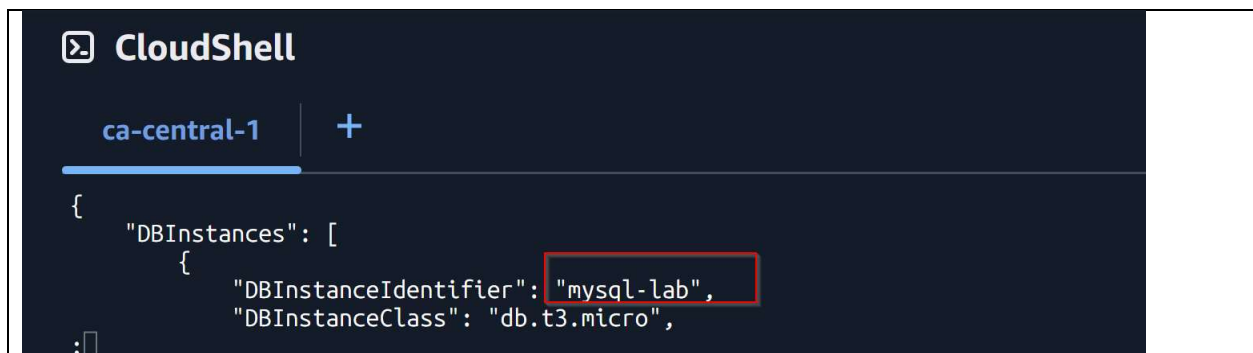 CloudShell
ca-central-1 +
{
"DBInstances": [
{
"DBInstanceIdentifier": "mysql-lab",
"DBInstanceClass": "db.t3.micro",
: